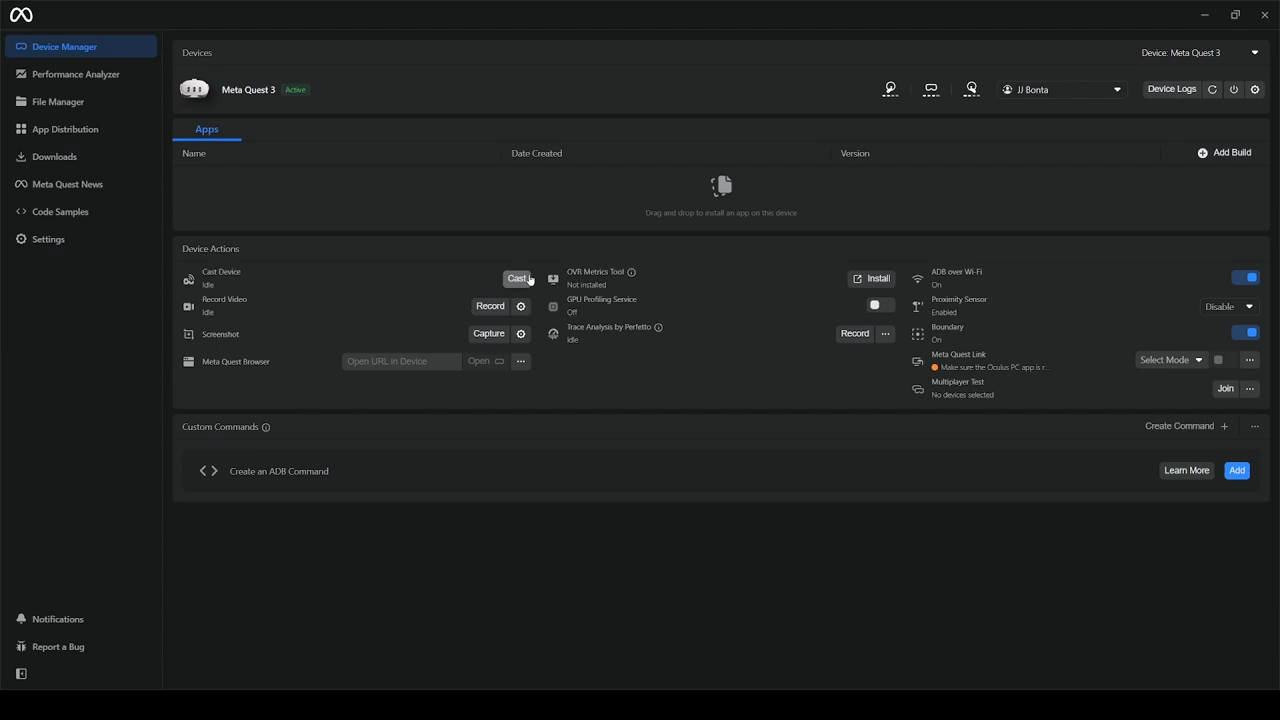 Device Manager
Performance Analyzer
File Manager
App Distribution
Downloads
Meta Quest News
Code Samples
Settings
Notifications
Report a Bug
Devices
Device: Meta Quest 3
Meta Quest 3 Active
JJ Bonta
Device Logs
Apps
Name Date Created Version Add Build
Drag and drop to install an app on this device
Device Actions
Cast Device
Idle
Cast
Record Video
Idle
Record
Screenshot
Capture
Meta Quest Browser
Open URL in Device
Open
OVR Metrics Tool
Not installed
Install
GPU Profiling Service
Off
Trace Analysis by Perfetto
Idle
Record
ADB over Wi-Fi
On
Proximity Sensor
Enabled
Disable
Boundary
On
Meta Quest Link
Make sure the Oculus PC app is r...
Select Mode
Multiplayer Test
No devices selected
Join
Custom Commands
Create Command +
Create an ADB Command
Learn More
Add